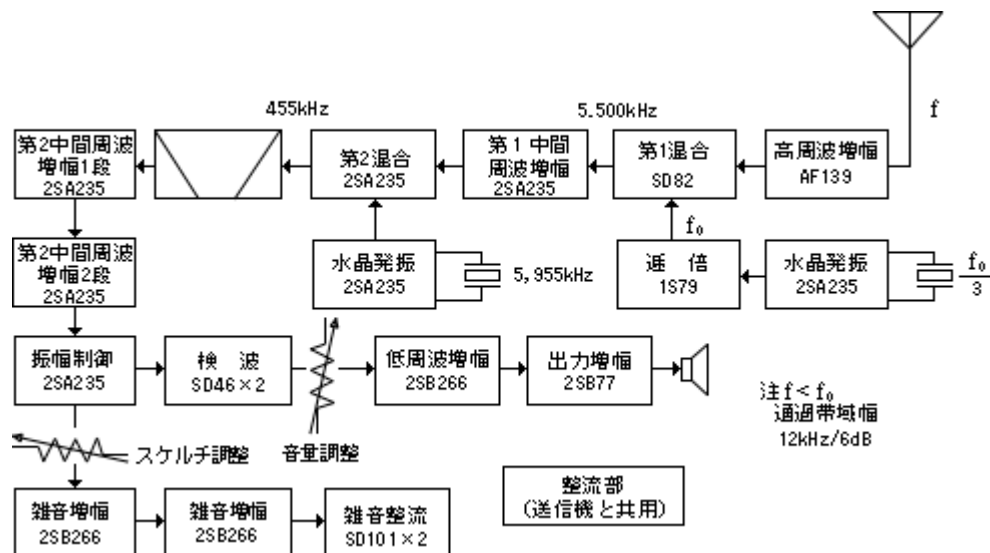 455kHz
5.500kHz
f
第2中間周波
増幅1段
2SA235
第2混合
2SA235
第1中間
周波増幅
2SA235
第1混合
SD82
高周波増幅
AF139
f₀
第2中間周波
増幅2段
2SA235
水晶発振
2SA235
5,955kHz
逓倍
1S79
水晶発振
2SA235
f₀
3
振幅制御
2SA235
検波
SD46×2
低周波増幅
2SB266
出力増幅
2SB77
注f<f₀
通過帯域幅
12kHz/6dB
スケルチ調整
音量調整
雑音増幅
2SB266
雑音増幅
2SB266
雑音整流
SD101×2
整流部
(送信機と共用)